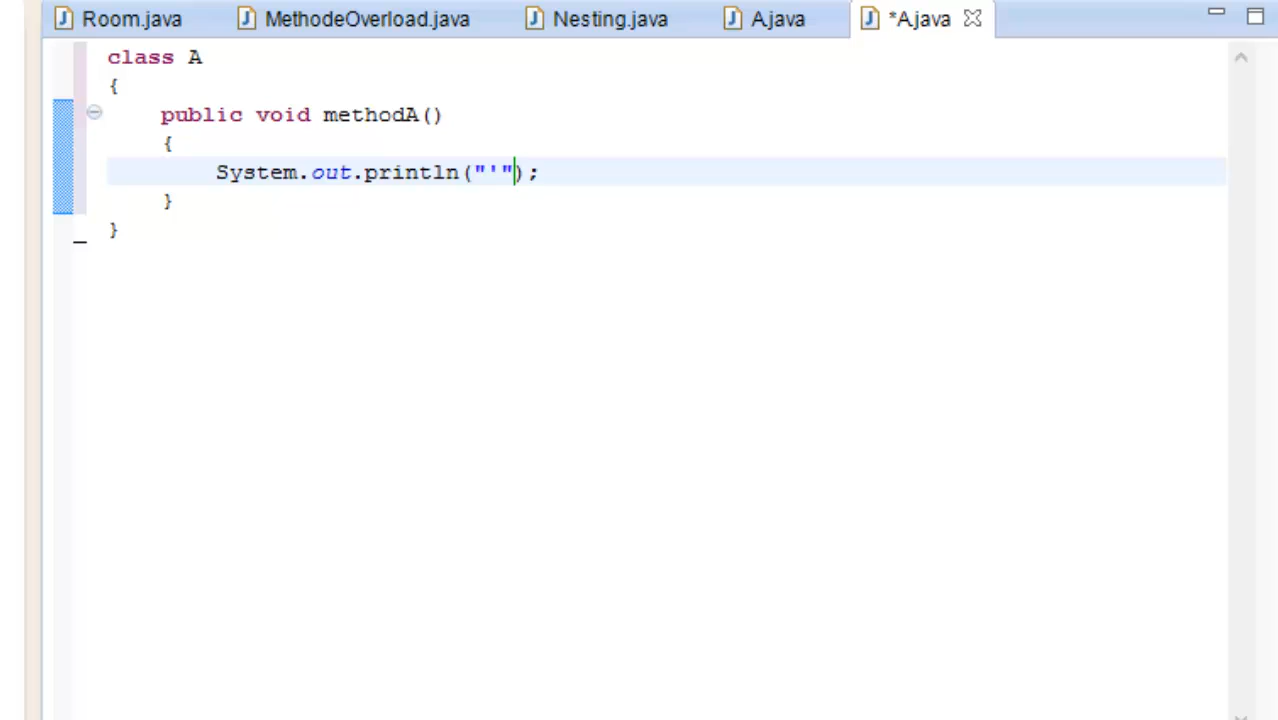 Room.java MethodeOverload.java Nesting.java A.java *A.java
class A
{
public void methodA()
{
System.out.println("'");
}
}